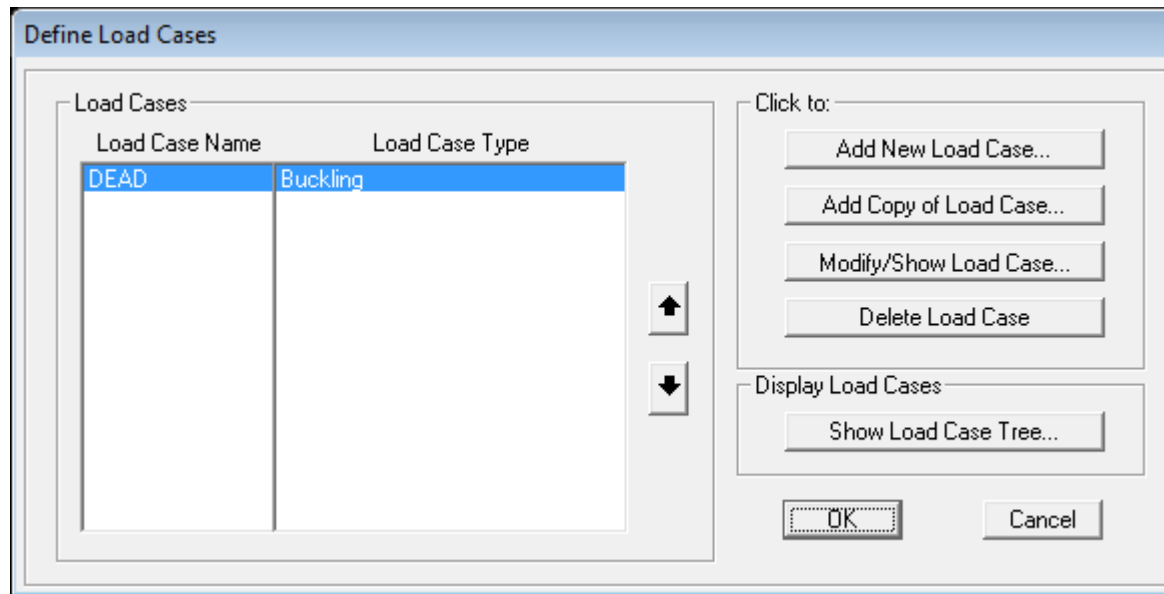 Define Load Cases
Load Cases
Load Case Name Load Case Type
DEAD Buckling
Click to:
Add New Load Case...
Add Copy of Load Case...
Modify/Show Load Case...
Delete Load Case
Display Load Cases
Show Load Case Tree...
OK Cancel